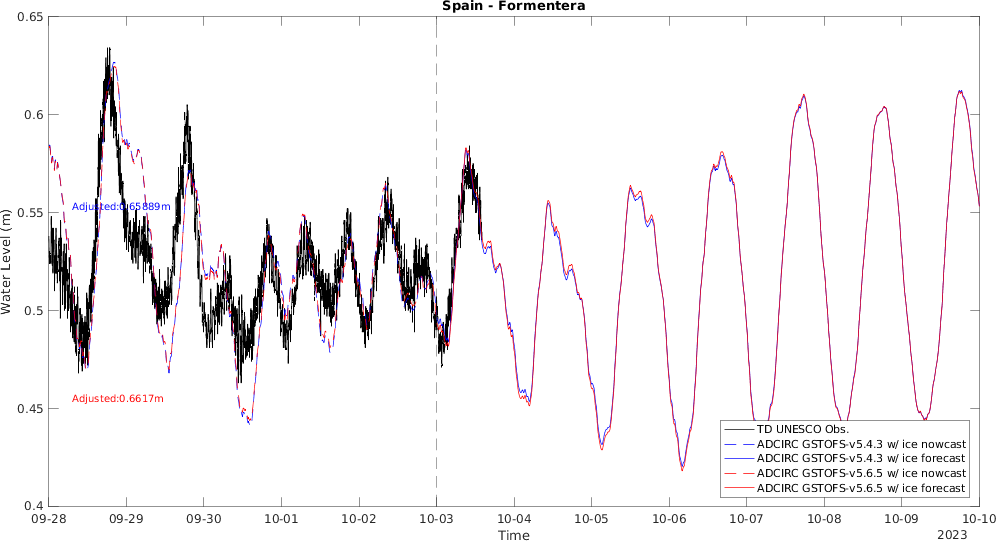 Spain - Formentera
0.65
0.6
0.55
0.5
0.45
0.4
Water Level (m)
Adjusted:0.65889m
Adjusted:0.6617m
TD UNESCO Obs.
ADCIRC GSTOFS-v5.4.3 w/ ice nowcast
ADCIRC GSTOFS-v5.4.3 w/ ice forecast
ADCIRC GSTOFS-v5.6.5 w/ ice nowcast
ADCIRC GSTOFS-v5.6.5 w/ ice forecast
09-28 09-29 09-30 10-01 10-02 10-03 10-04 10-05 10-06 10-07 10-08 10-09 10-10
Time
2023